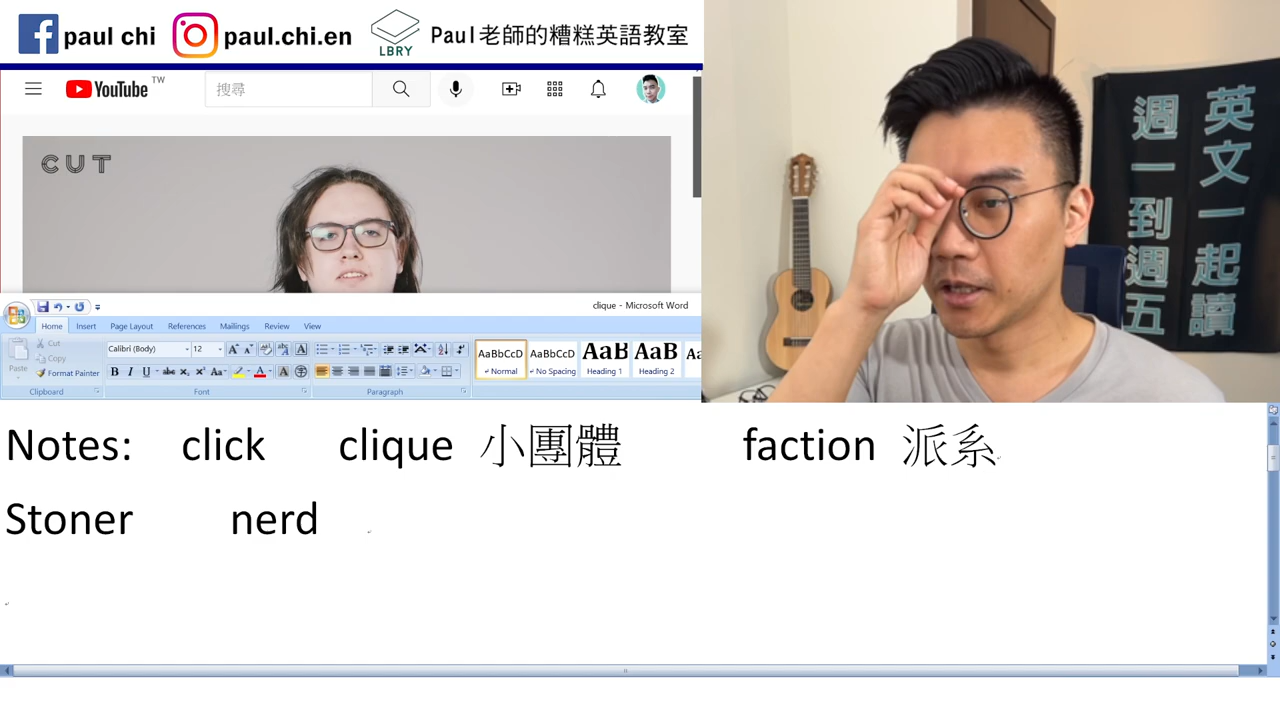 paul chi paul.chi.en LBRY Paul老師的糟糕英語教室
YouTube TW 搜尋
CUT
clique - Microsoft Word
Home Insert Page Layout References Mailings Review View
Cut
Copy
Paste
Format Painter
Calibri (Body) 12
AaBbCcD AaBbCcD AaBb AaBb
Normal No Spacing Heading 1 Heading 2
Clipboard Font Paragraph
英文一起讀
週一到週五
Notes: click clique 小團體 faction 派系
Stoner nerd